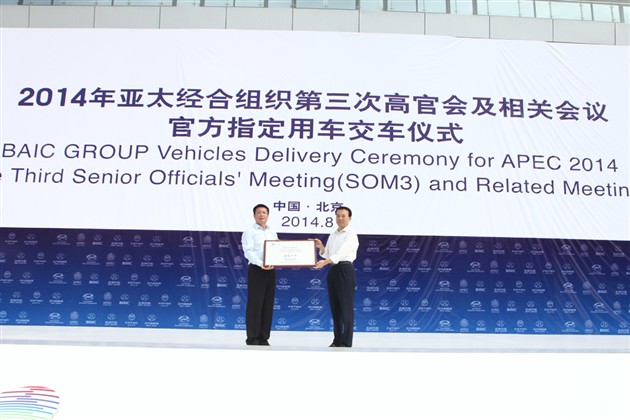 2014年亚太经合组织第三次高官会及相关会议
官方指定用车交车仪式
BAIC GROUP Vehicles Delivery Ceremony for APEC 2014
Third Senior Officials' Meeting(SOM3) and Related Meetin
中国·北京
2014.8